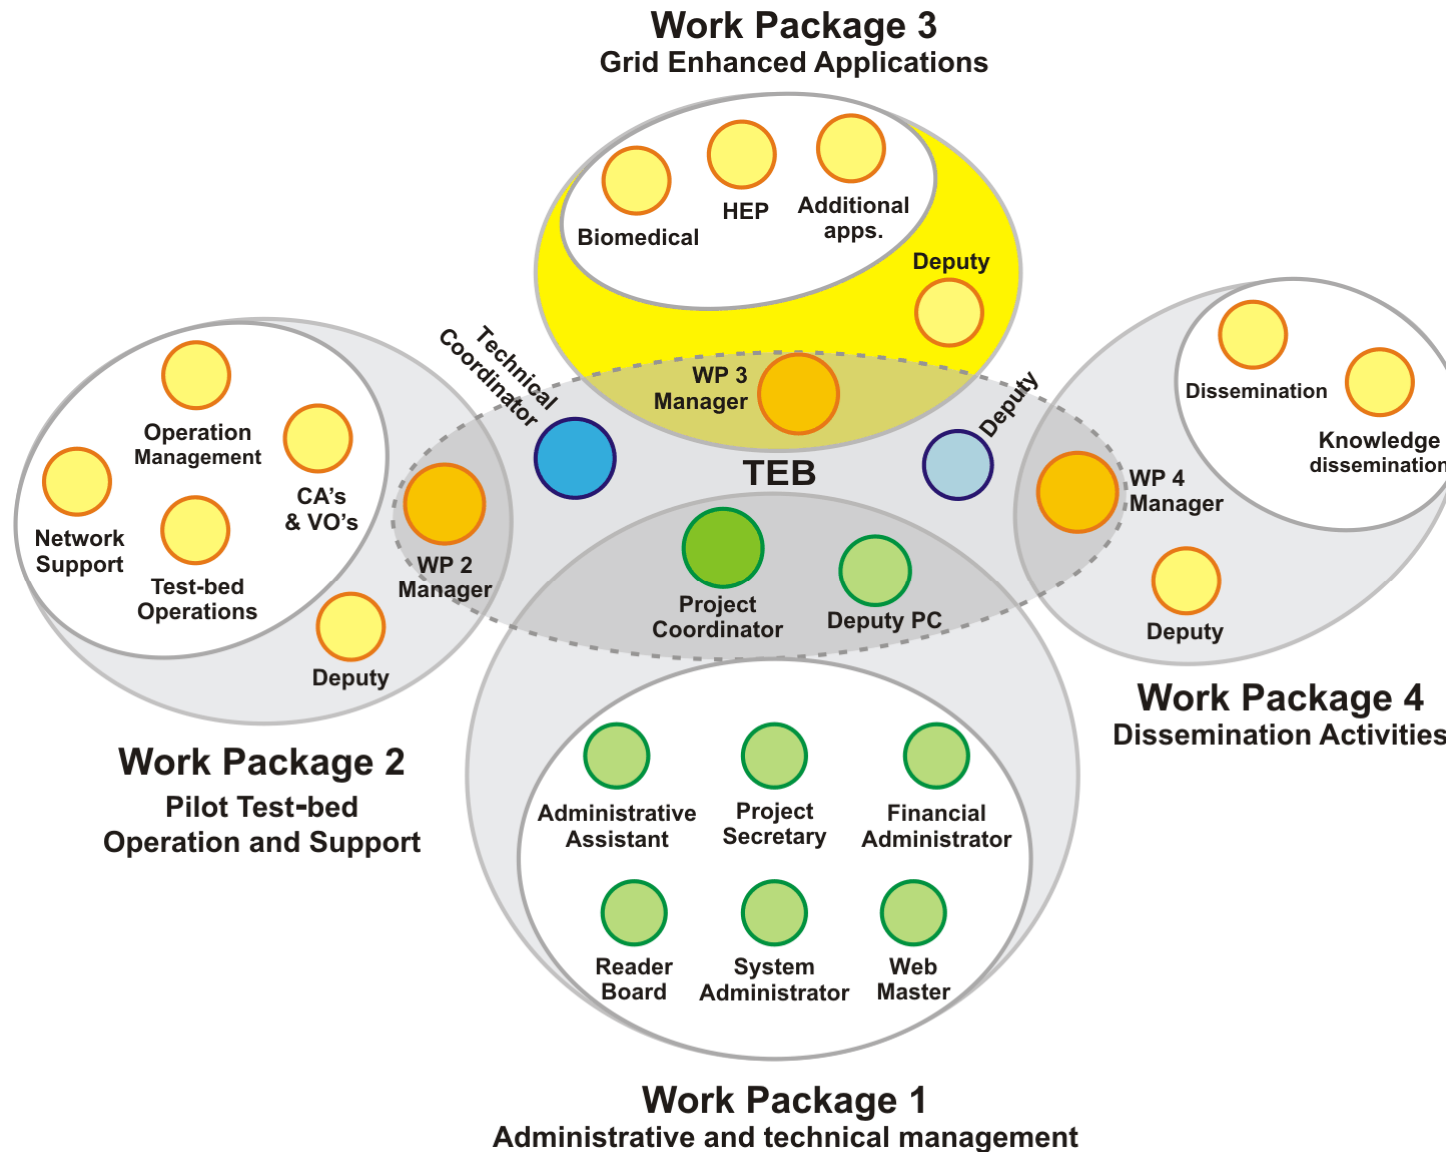 Work Package 3
Grid Enhanced Applications
Biomedical
HEP
Additional
apps.
Deputy
WP 3
Manager
Technical
Coordinator
Deputy
TEB
Operation
Management
CA’s
& VO’s
Network
Support
Test-bed
Operations
WP 2
Manager
Deputy
Dissemination
Knowledge
dissemination
WP 4
Manager
Deputy
Project
Coordinator
Deputy PC
Work Package 4
Dissemination Activities
Work Package 2
Pilot Test-bed
Operation and Support
Administrative
Assistant
Project
Secretary
Financial
Administrator
Reader
Board
System
Administrator
Web
Master
Work Package 1
Administrative and technical management